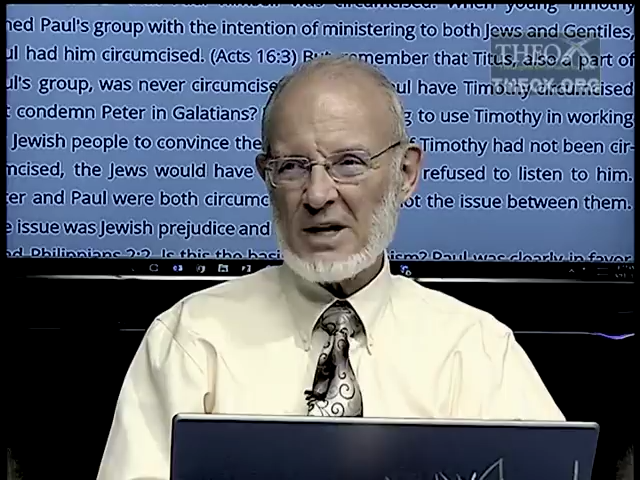 ned Paul's group with the intention of ministering to both Jews and Gentiles,
ul had him circumcised. (Acts 16:3) But remember that Titus, also a part of
ul's group, was never circumcise ul have Timothy circumcised
t condemn Peter in Galatians? g to use Timothy in working
Jewish people to convince the Timothy had not been cir-
mcised, the Jews would have refused to listen to him.
ter and Paul were both circumc ot the issue between them.
e issue was Jewish prejudice and
nd Philippians 2:2. Is this the basi ism? Paul was clearly in favor
THEOX
THEOX.ORG